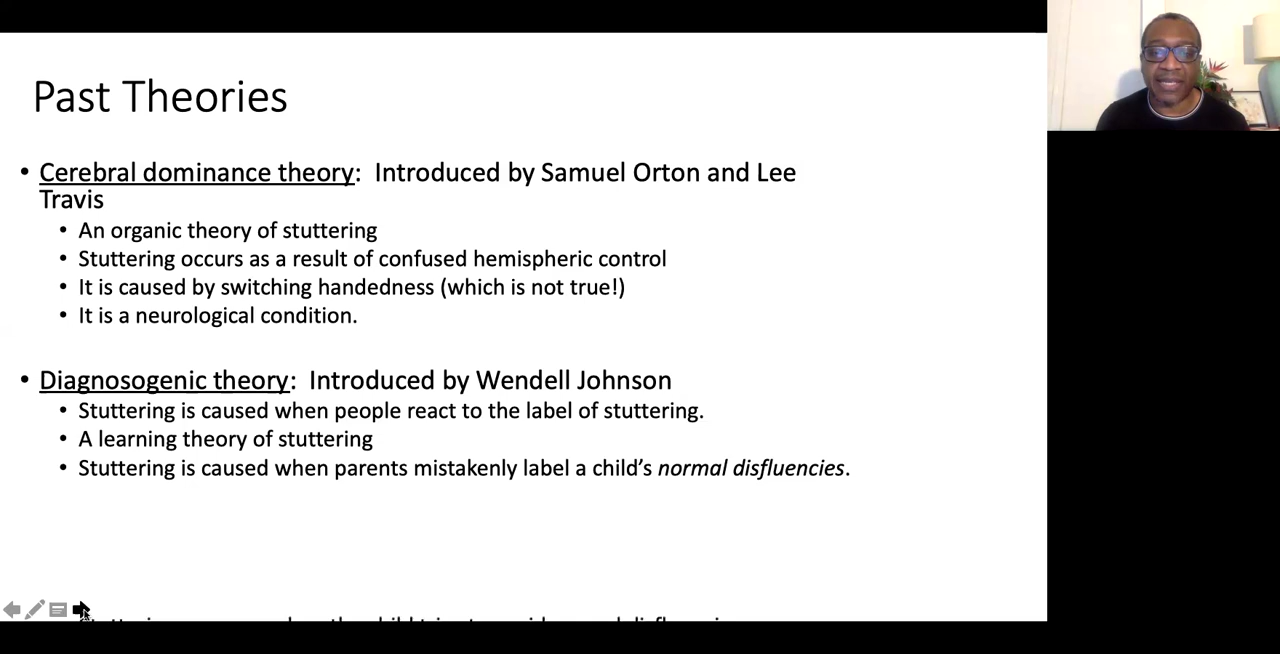 Past Theories
• Cerebral dominance theory: Introduced by Samuel Orton and Lee
Travis
• An organic theory of stuttering
• Stuttering occurs as a result of confused hemispheric control
• It is caused by switching handedness (which is not true!)
• It is a neurological condition.
• Diagnosogenic theory: Introduced by Wendell Johnson
• Stuttering is caused when people react to the label of stuttering.
• A learning theory of stuttering
• Stuttering is caused when parents mistakenly label a child's normal disfluencies.